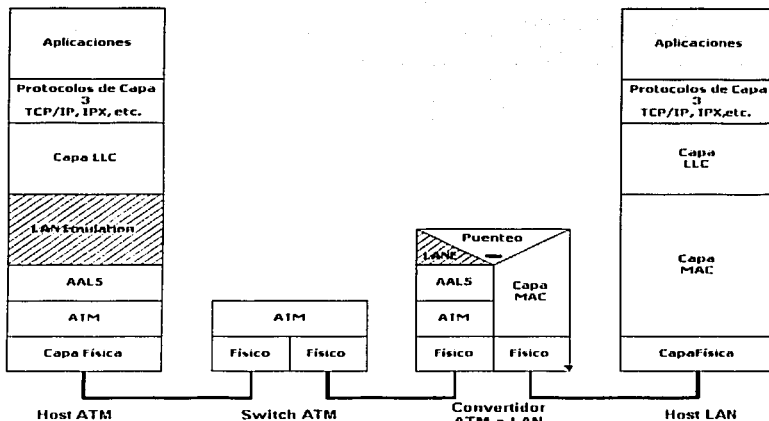 Aplicaciones
Protocolos de Capa
3
TCP/IP, IPX, etc.
Capa LLC
LAN Emulation
AAL5
ATM
Capa Física
Host ATM
ATM
Físico
Físico
Switch ATM
Puenteo
LANE
AAL5
ATM
Físico
Capa
MAC
Físico
Convertidor
ATM a LAN
Aplicaciones
Protocolos de Capa
3
TCP/IP, IPX,etc.
Capa
LLC
Capa
MAC
CapaFísica
Host LAN